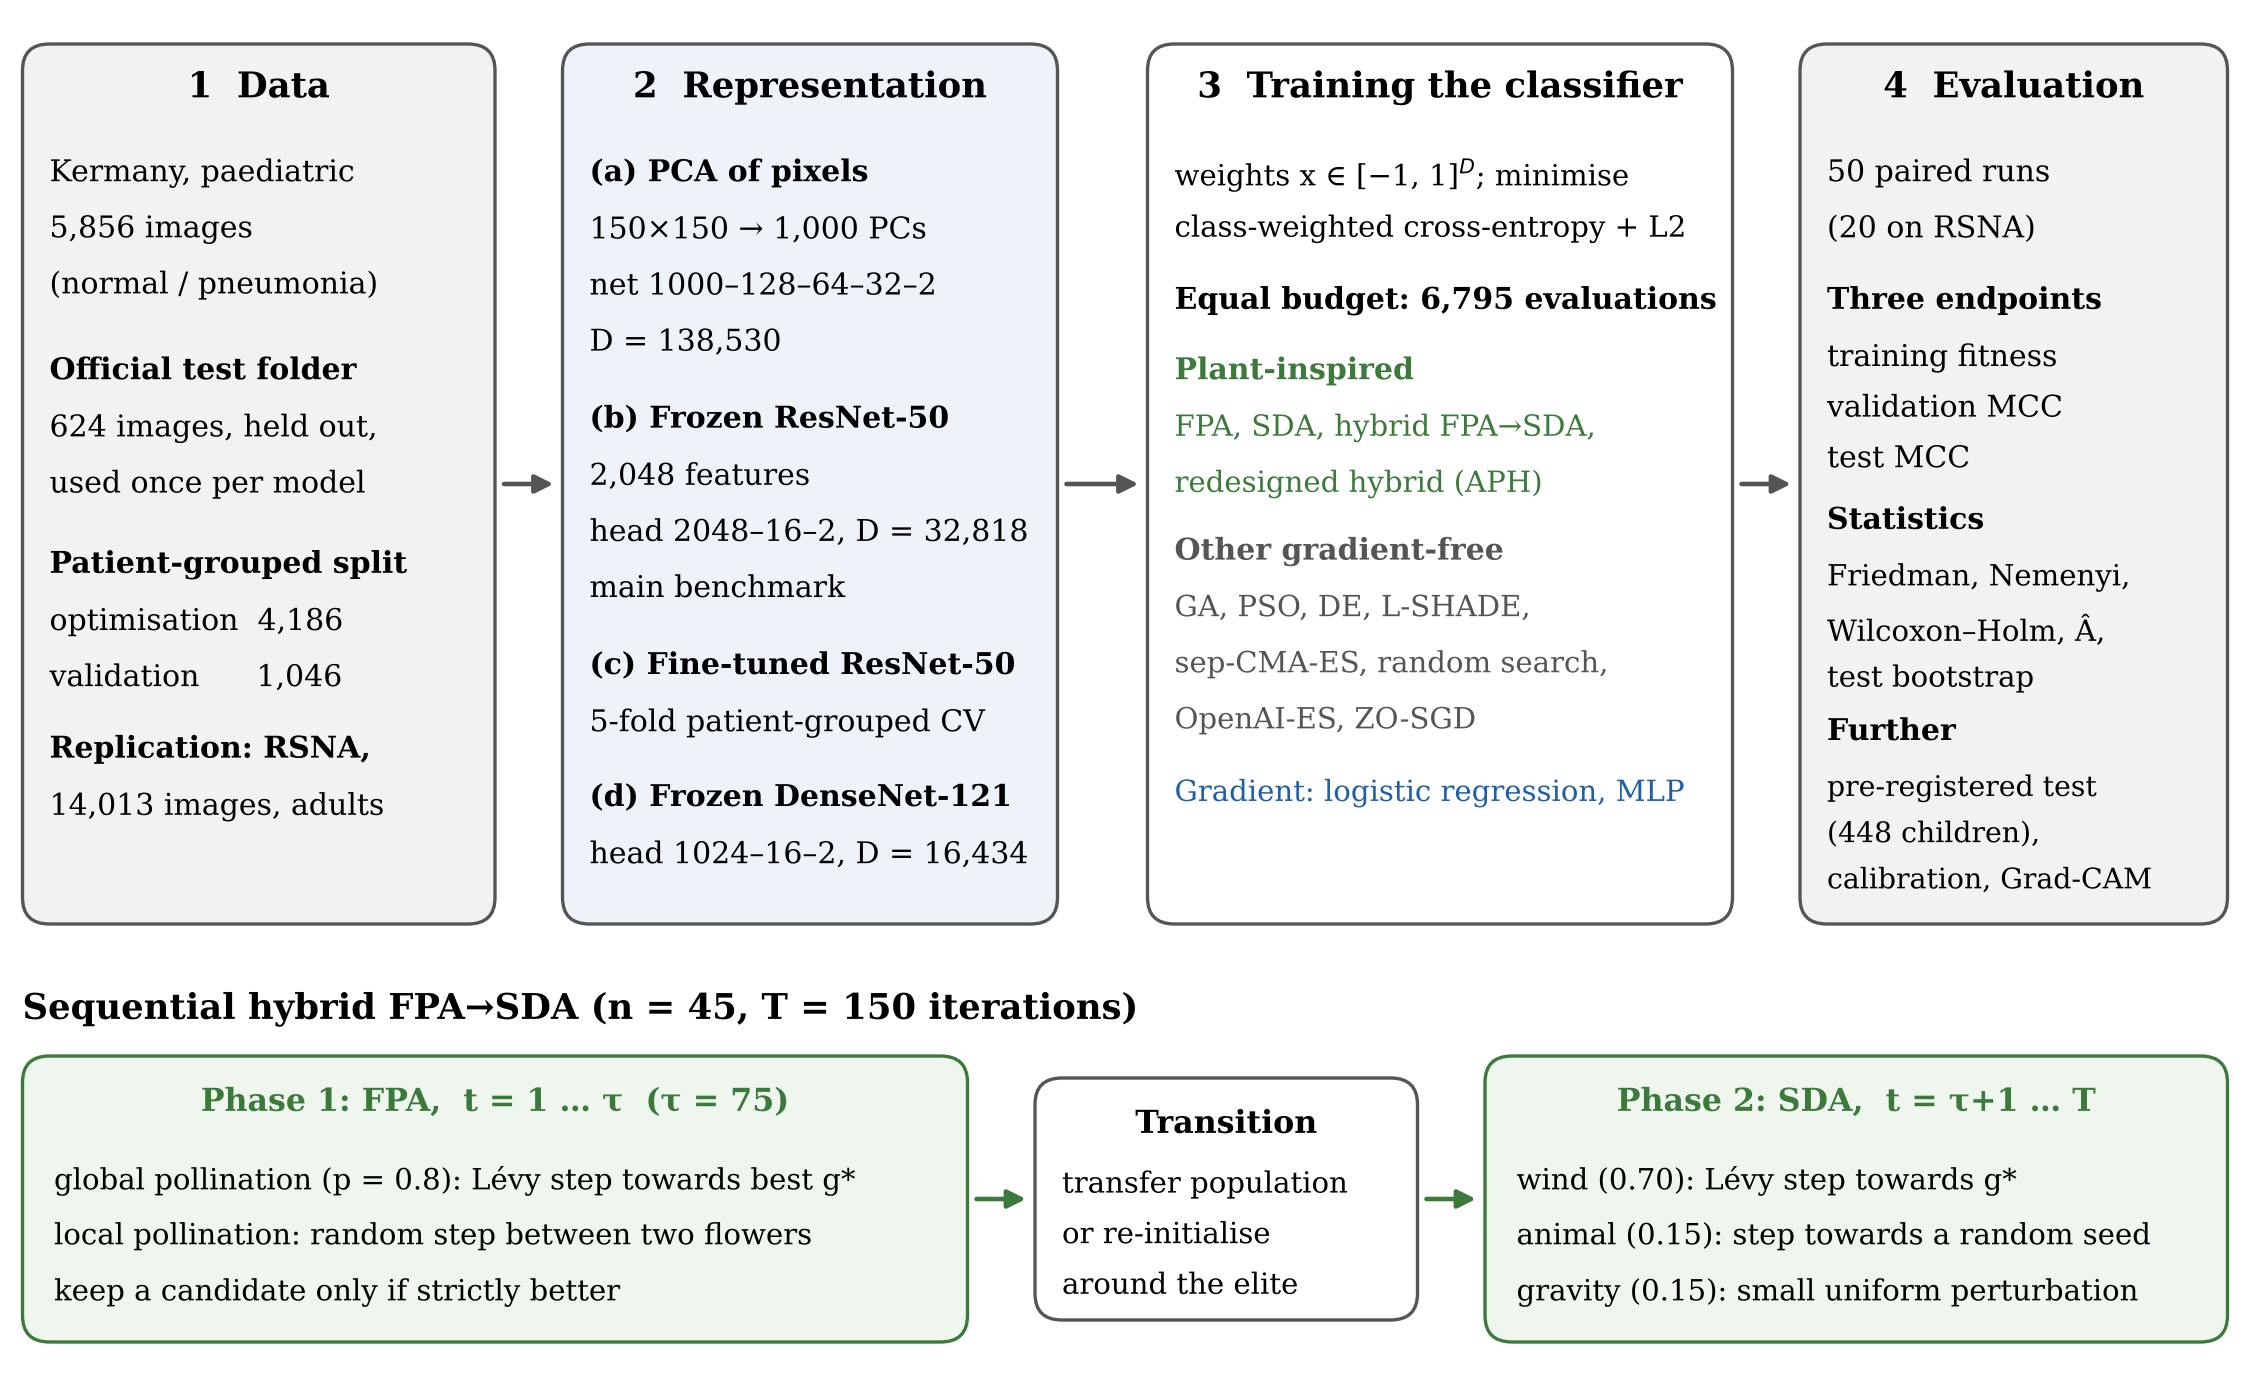 1  Data
Kermany, paediatric
5,856 images
(normal / pneumonia)
Official test folder
624 images, held out,
used once per model
Patient-grouped split
optimisation  4,186
validation  1,046
Replication: RSNA,
14,013 images, adults
2  Representation
(a) PCA of pixels
150×150 → 1,000 PCs
net 1000–128–64–32–2
D = 138,530
(b) Frozen ResNet-50
2,048 features
head 2048–16–2, D = 32,818
main benchmark
(c) Fine-tuned ResNet-50
5-fold patient-grouped CV
(d) Frozen DenseNet-121
head 1024–16–2, D = 16,434
3  Training the classifier
weights x ∈ [−1, 1]^D; minimise
class-weighted cross-entropy + L2
Equal budget: 6,795 evaluations
Plant-inspired
FPA, SDA, hybrid FPA→SDA,
redesigned hybrid (APH)
Other gradient-free
GA, PSO, DE, L-SHADE,
sep-CMA-ES, random search,
OpenAI-ES, ZO-SGD
Gradient: logistic regression, MLP
4  Evaluation
50 paired runs
(20 on RSNA)
Three endpoints
training fitness
validation MCC
test MCC
Statistics
Friedman, Nemenyi,
Wilcoxon–Holm, Â,
test bootstrap
Further
pre-registered test
(448 children),
calibration, Grad-CAM
Sequential hybrid FPA→SDA (n = 45, T = 150 iterations)
Phase 1: FPA,  t = 1 … τ  (τ = 75)
global pollination (p = 0.8): Lévy step towards best g*
local pollination: random step between two flowers
keep a candidate only if strictly better
Transition
transfer population
or re-initialise
around the elite
Phase 2: SDA,  t = τ+1 … T
wind (0.70): Lévy step towards g*
animal (0.15): step towards a random seed
gravity (0.15): small uniform perturbation